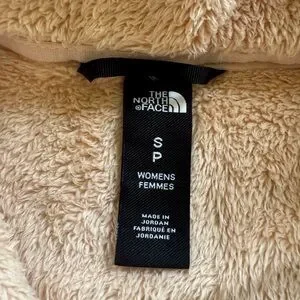 THE
NORTH
FACE
S
P
WOMENS
FEMMES
MADE IN
JORDAN
FABRIQUÉ EN
JORDANIE